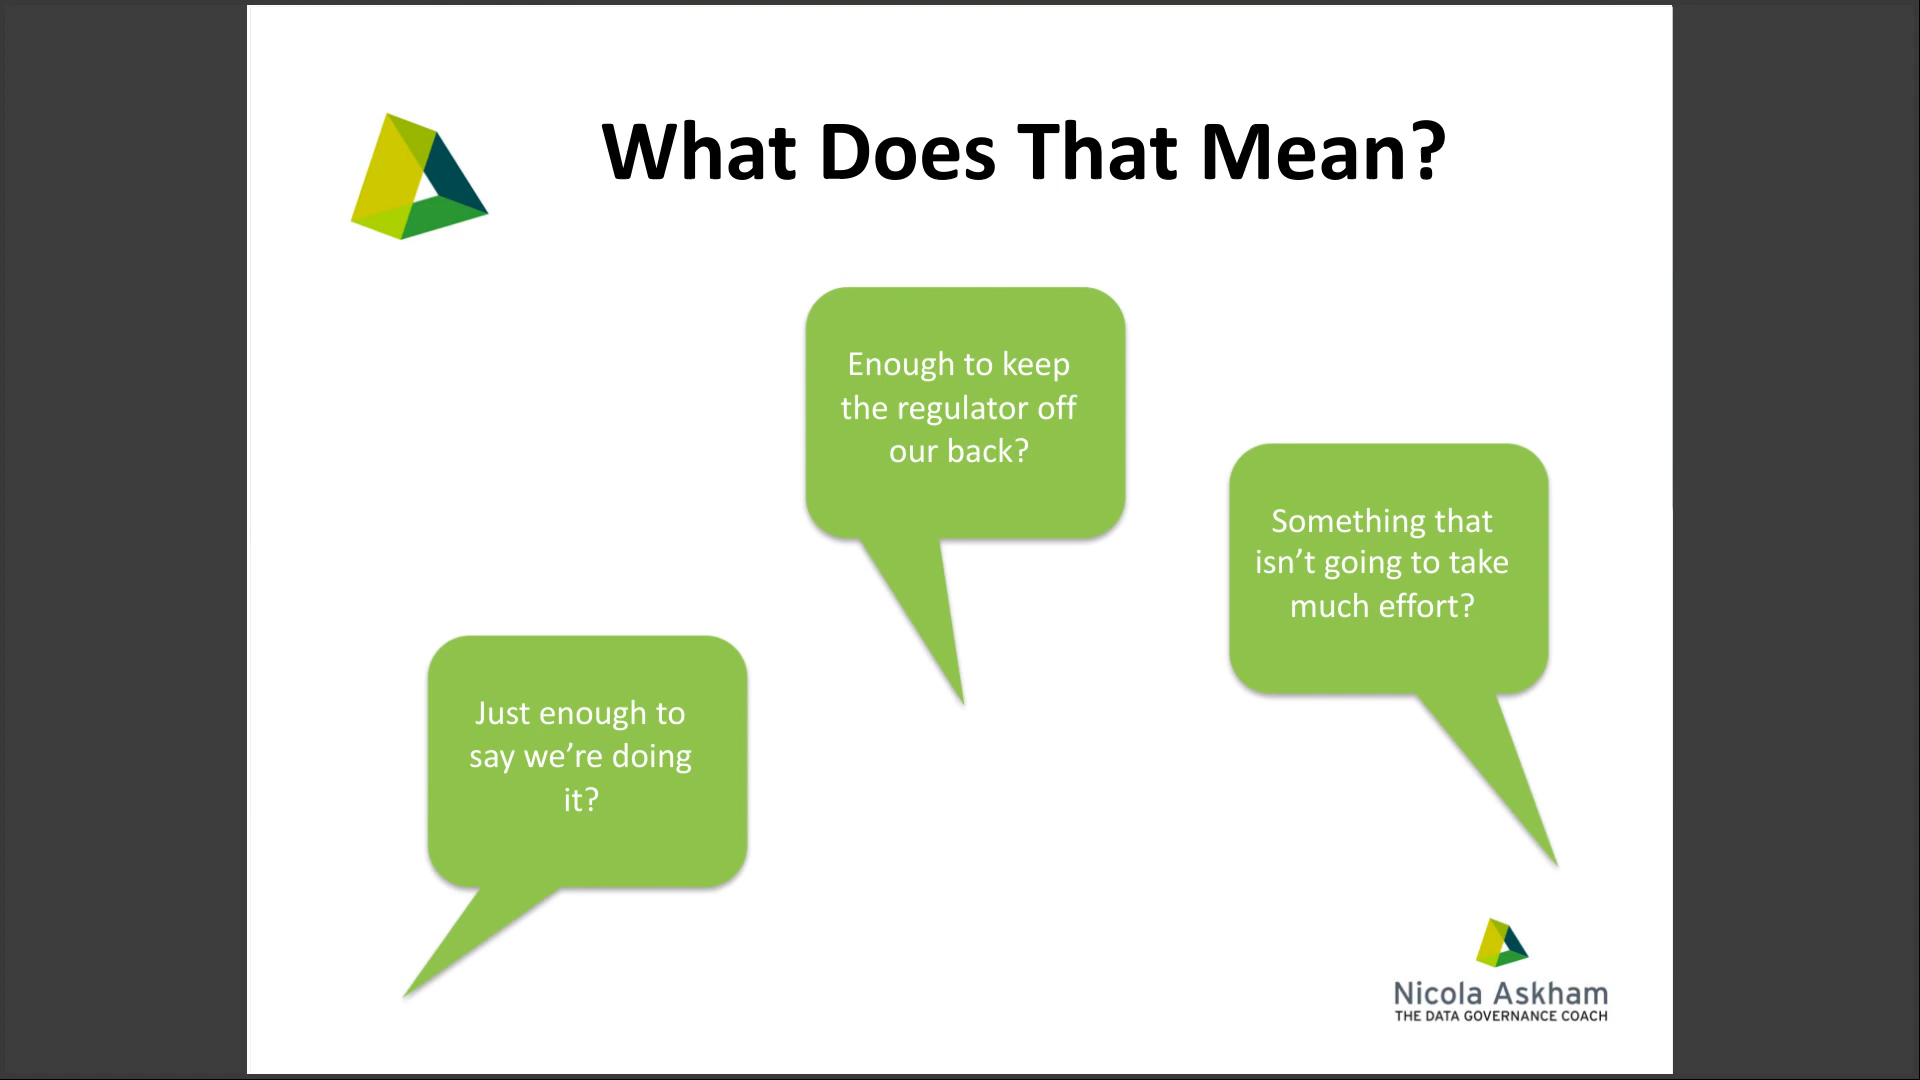 What Does That Mean?
Enough to keep
the regulator off
our back?
Something that
isn’t going to take
much effort?
Just enough to
say we’re doing
it?
Nicola Askham
THE DATA GOVERNANCE COACH